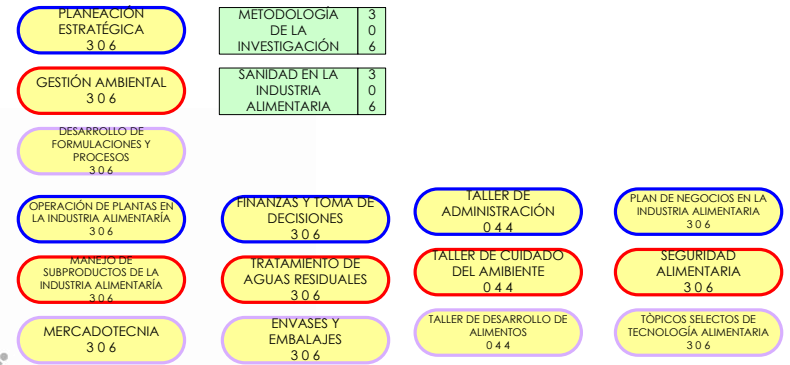 PLANEACIÓN
ESTRATÉGICA
3 0 6
METODOLOGÍA
DE LA
INVESTIGACIÓN
3
0
6
GESTIÓN AMBIENTAL
3 0 6
SANIDAD EN LA
INDUSTRIA
ALIMENTARIA
3
0
6
DESARROLLO DE
FORMULACIONES Y
PROCESOS
3 0 6
OPERACIÓN DE PLANTAS EN
LA INDUSTRIA ALIMENTARÍA
3 0 6
FINANZAS Y TOMA DE
DECISIONES
3 0 6
TALLER DE
ADMINISTRACIÓN
0 4 4
PLAN DE NEGOCIOS EN LA
INDUSTRIA ALIMENTARIA
3 0 6
MANEJO DE
SUBPRODUCTOS DE LA
INDUSTRIA ALIMENTARÍA
3 0 6
TRATAMIENTO DE
AGUAS RESIDUALES
3 0 6
TALLER DE CUIDADO
DEL AMIBIENTE
0 4 4
SEGURIDAD
ALIMENTARIA
3 0 6
MERCADOTECNIA
3 0 6
ENVASES Y
EMBALAJES
3 0 6
TALLER DE DESARROLLO DE
ALIMENTOS
0 4 4
TÒPICOS SELECTOS DE
TECNOLOGÍA ALIMENTARIA
3 0 6